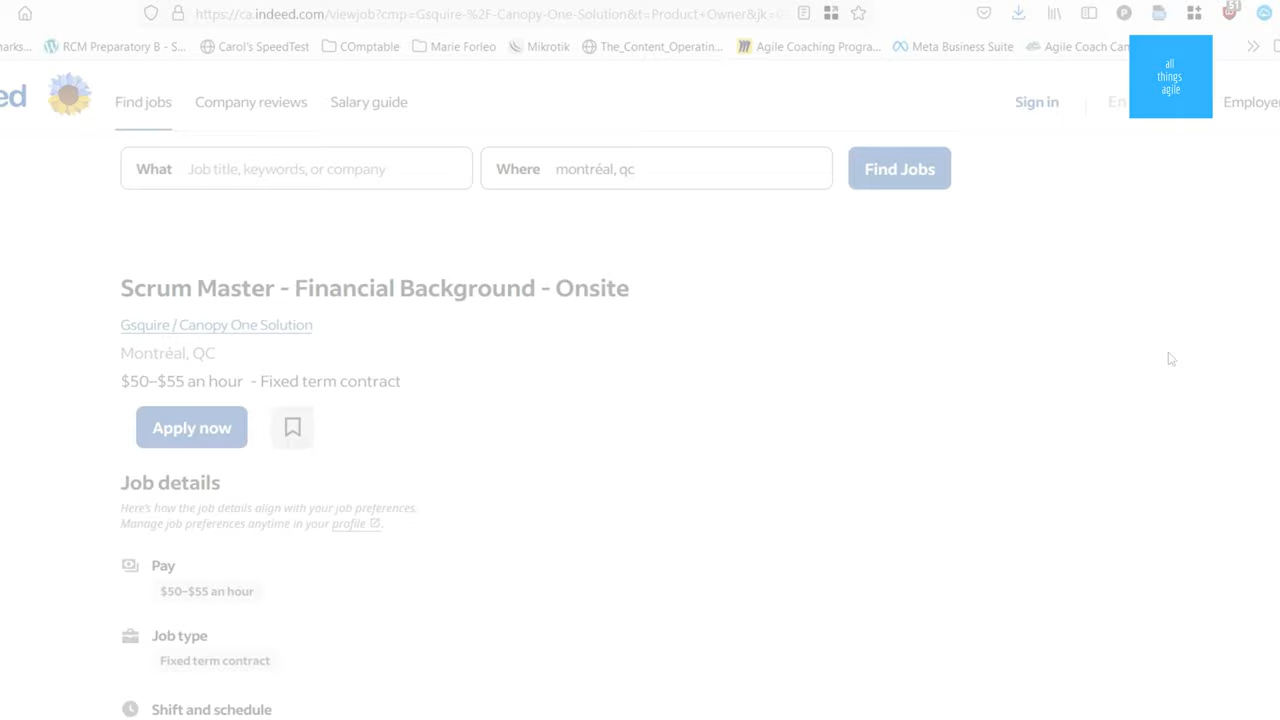 https://ca.indeed.com/viewjob?cmp=Gsquire-%2F-Canopy-One-Solution&t=Product+Owner&jk=
51
arks...
RCM Preparatory B - S...
Carol's SpeedTest
COmptable
Marie Forleo
Mikrotik
The_Content_Operatin...
Agile Coaching Progra...
Meta Business Suite
Agile Coach Can
all
things
agile
ed
Find jobs
Company reviews
Salary guide
Sign in
En
Employer
What Job title, keywords, or company
Where montréal, qc
Find Jobs
Scrum Master - Financial Background - Onsite
Gsquire / Canopy One Solution
Montréal, QC
$50–$55 an hour - Fixed term contract
Apply now
Job details
Here's how the job details align with your job preferences.
Manage job preferences anytime in your profile.
Pay
$50–$55 an hour
Job type
Fixed term contract
Shift and schedule